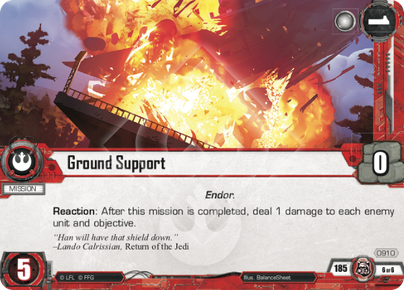 1
Ground Support
0
MISSION
Endor.
Reaction: After this mission is completed, deal 1 damage to each enemy
unit and objective.
"Han will have that shield down."
–Lando Calrissian, Return of the Jedi
0910
5
© LFL © FFG
Illus. BalanceSheet
185
6 of 6